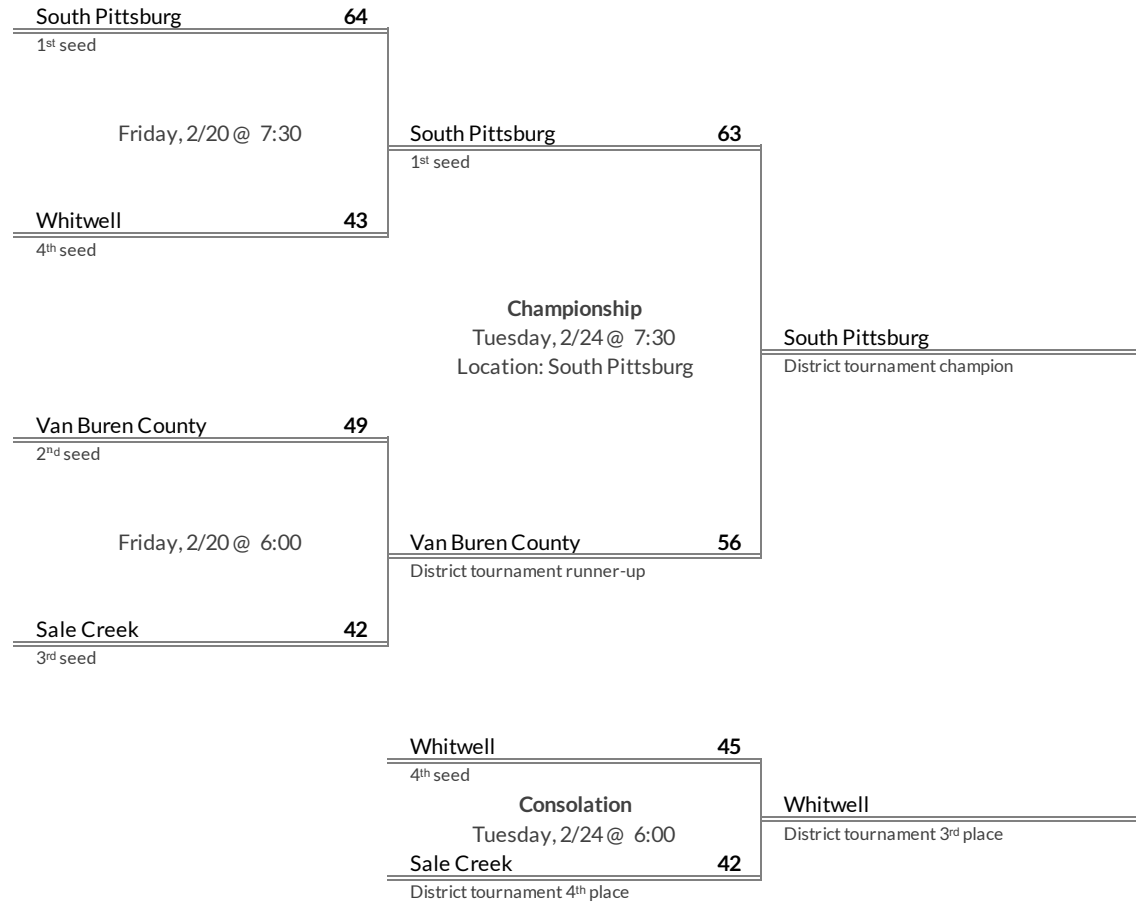 South Pittsburg 64
1st seed
Friday, 2/20 @ 7:30
South Pittsburg 63
1st seed
Whitwell 43
4th seed
Championship
Tuesday, 2/24 @ 7:30
Location: South Pittsburg
South Pittsburg
District tournament champion
Van Buren County 49
2nd seed
Friday, 2/20 @ 6:00
Van Buren County 56
District tournament runner-up
Sale Creek 42
3rd seed
Whitwell 45
4th seed
Consolation
Tuesday, 2/24 @ 6:00
Whitwell
District tournament 3rd place
Sale Creek 42
District tournament 4th place